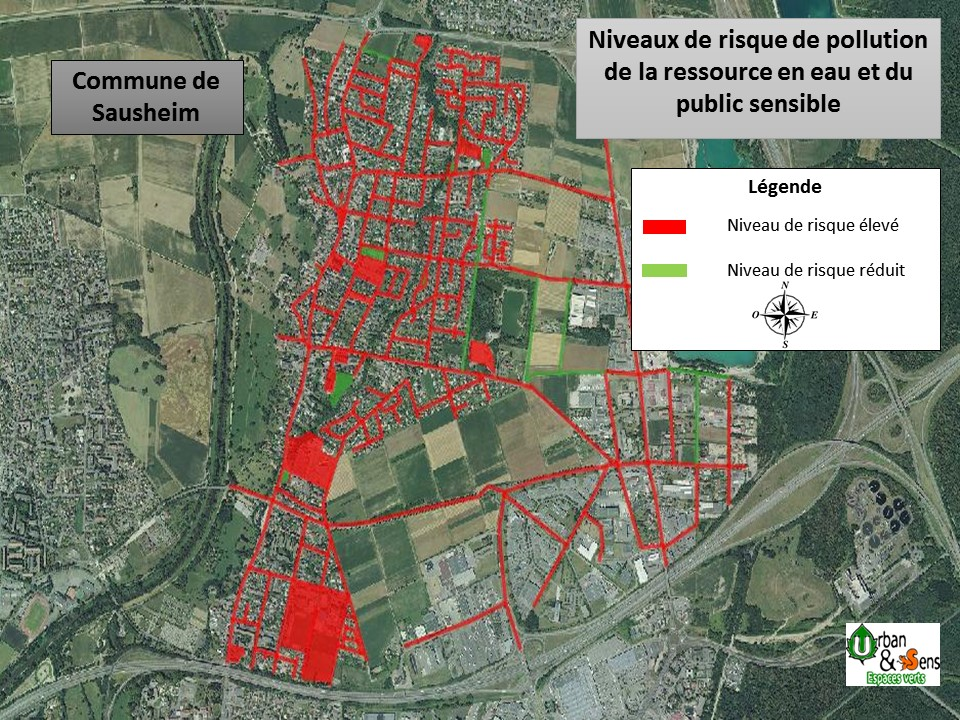 Commune de
Sausheim
Niveaux de risque de pollution
de la ressource en eau et du
public sensible
Légende
Niveau de risque élevé
Niveau de risque réduit
N
O E
S
Urban
& Sens
Espaces verts